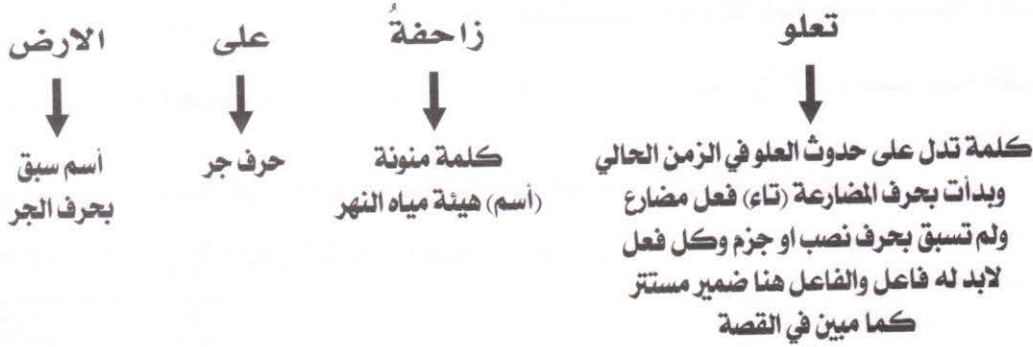 تعلو زاحفةُ على الارض
كلمة تدل على حدوث العلو في الزمن الحالي
وبدأت بحرف المضارعة (تاء) فعل مضارع
ولم تسبق بحرف نصب او جزم وكل فعل
لابد له فاعل والفاعل هنا ضمير مستتر
كما مبين في القصة
كلمة منونة
(أسم) هيئة مياه النهر
حرف جر
أسم سبق
بحرف الجر